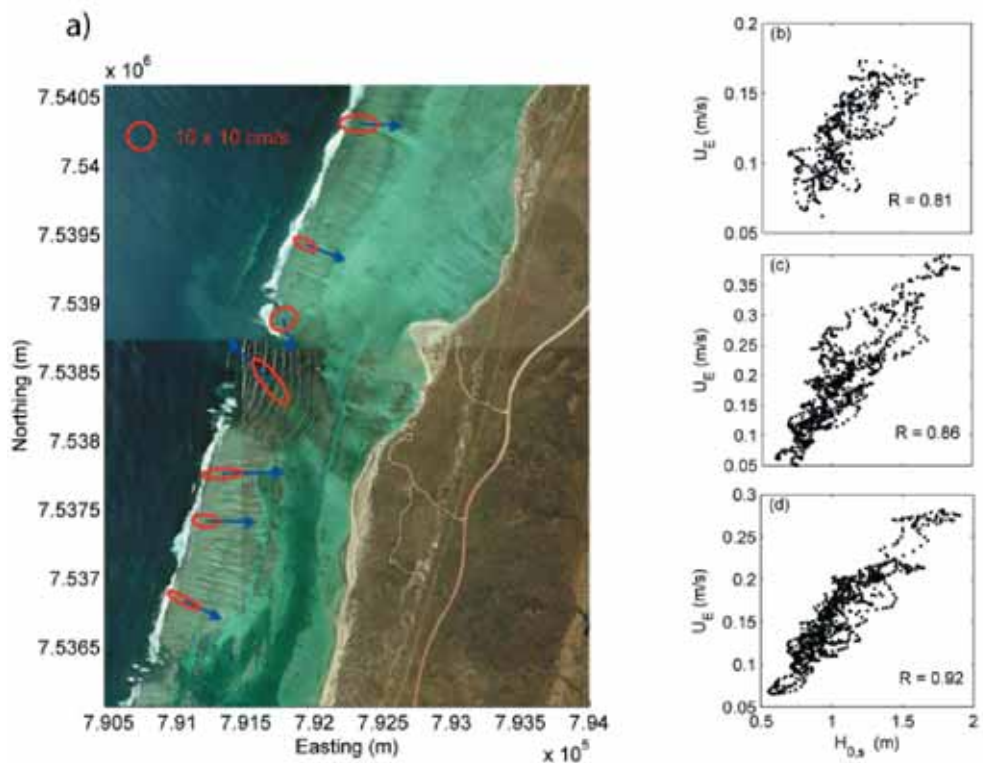 a)
x 10⁶
7.5405
7.54
7.5395
7.539
7.5385
7.538
7.5375
7.537
7.5365
Northing (m)
10 x 10 cm/s
7.905 7.91 7.915 7.92 7.925 7.93 7.935 7.94
Easting (m)
x 10⁵
(b)
0.2
0.15
0.1
0.05
U_E (m/s)
R = 0.81
(c)
0.35
0.3
0.25
0.2
0.15
0.1
0.05
U_E (m/s)
R = 0.86
(d)
0.3
0.25
0.2
0.15
0.1
0.05
U_E (m/s)
R = 0.92
0.5 1 1.5 2
H_0,s (m)